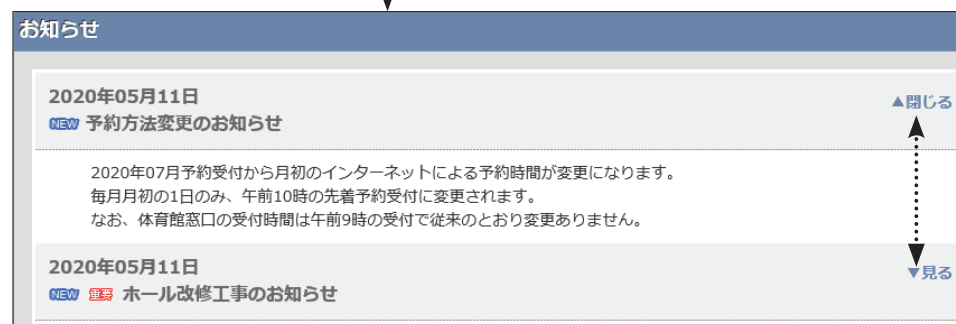 お知らせ
2020年05月11日
▲閉じる
NEW 予約方法変更のお知らせ
2020年07月予約受付から月初のインターネットによる予約時間が変更になります。
毎月月初の1日のみ、午前10時の先着予約受付に変更されます。
なお、体育館窓口の受付時間は午前9時の受付で従来のとおり変更ありません。
2020年05月11日
▼見る
NEW 重要 ホール改修工事のお知らせ